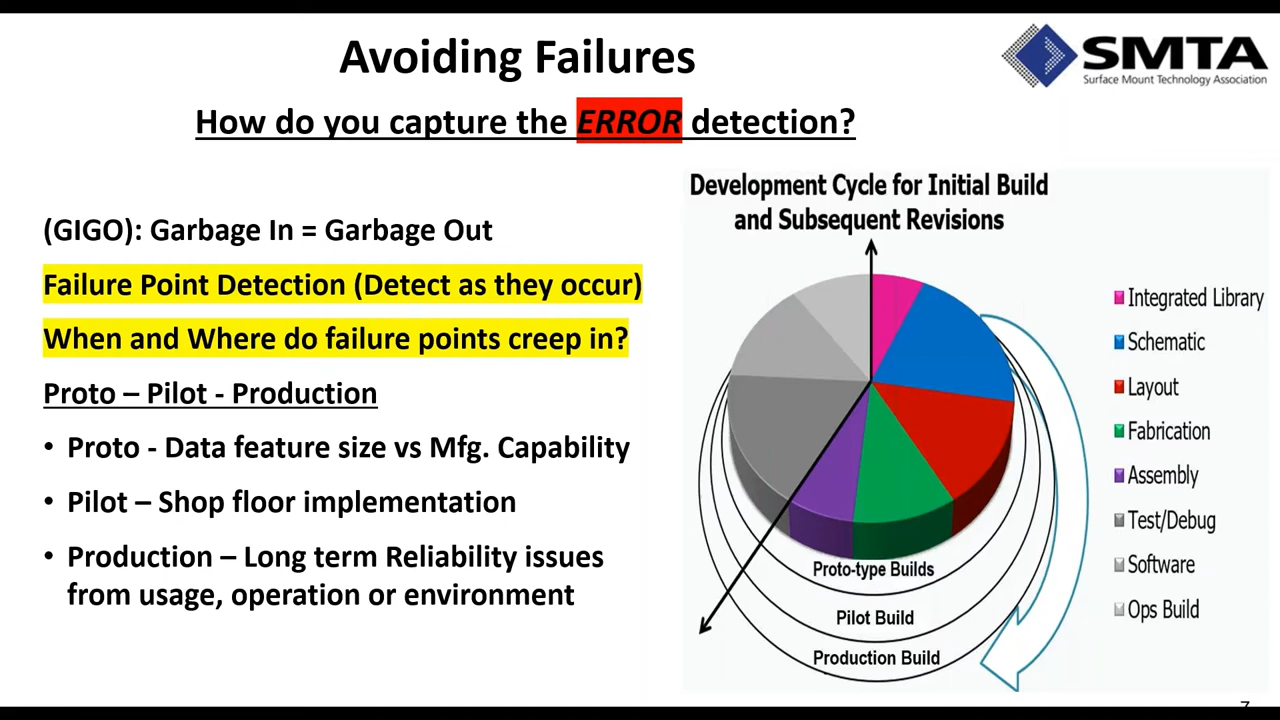 Avoiding Failures
SMTA
Surface Mount Technology Association
How do you capture the ERROR detection?
(GIGO): Garbage In = Garbage Out
Failure Point Detection (Detect as they occur)
When and Where do failure points creep in?
Proto – Pilot - Production
• Proto - Data feature size vs Mfg. Capability
• Pilot – Shop floor implementation
• Production – Long term Reliability issues
from usage, operation or environment
Development Cycle for Initial Build
and Subsequent Revisions
Integrated Library
Schematic
Layout
Fabrication
Assembly
Test/Debug
Software
Ops Build
Proto-type Builds
Pilot Build
Production Build